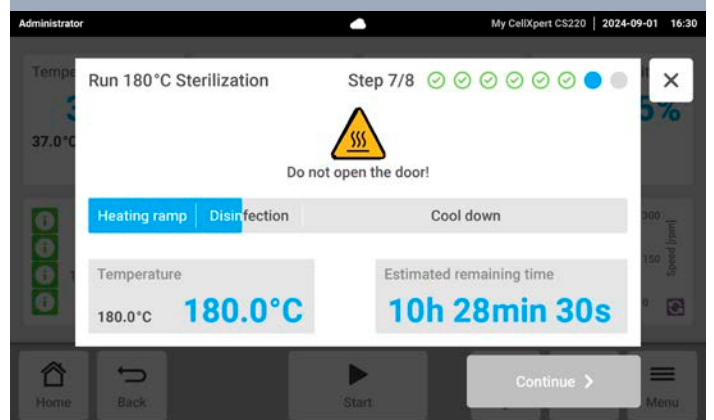 Administrator
My CellXpert CS220 | 2024-09-01 16:30
Run 180°C Sterilization
Step 7/8
Do not open the door!
Heating ramp
Disinfection
Cool down
Temperature
180.0°C
180.0°C
Estimated remaining time
10h 28min 30s
37.0°C
300
150
0
Speed [rpm]
Home
Back
Start
Continue
Menu